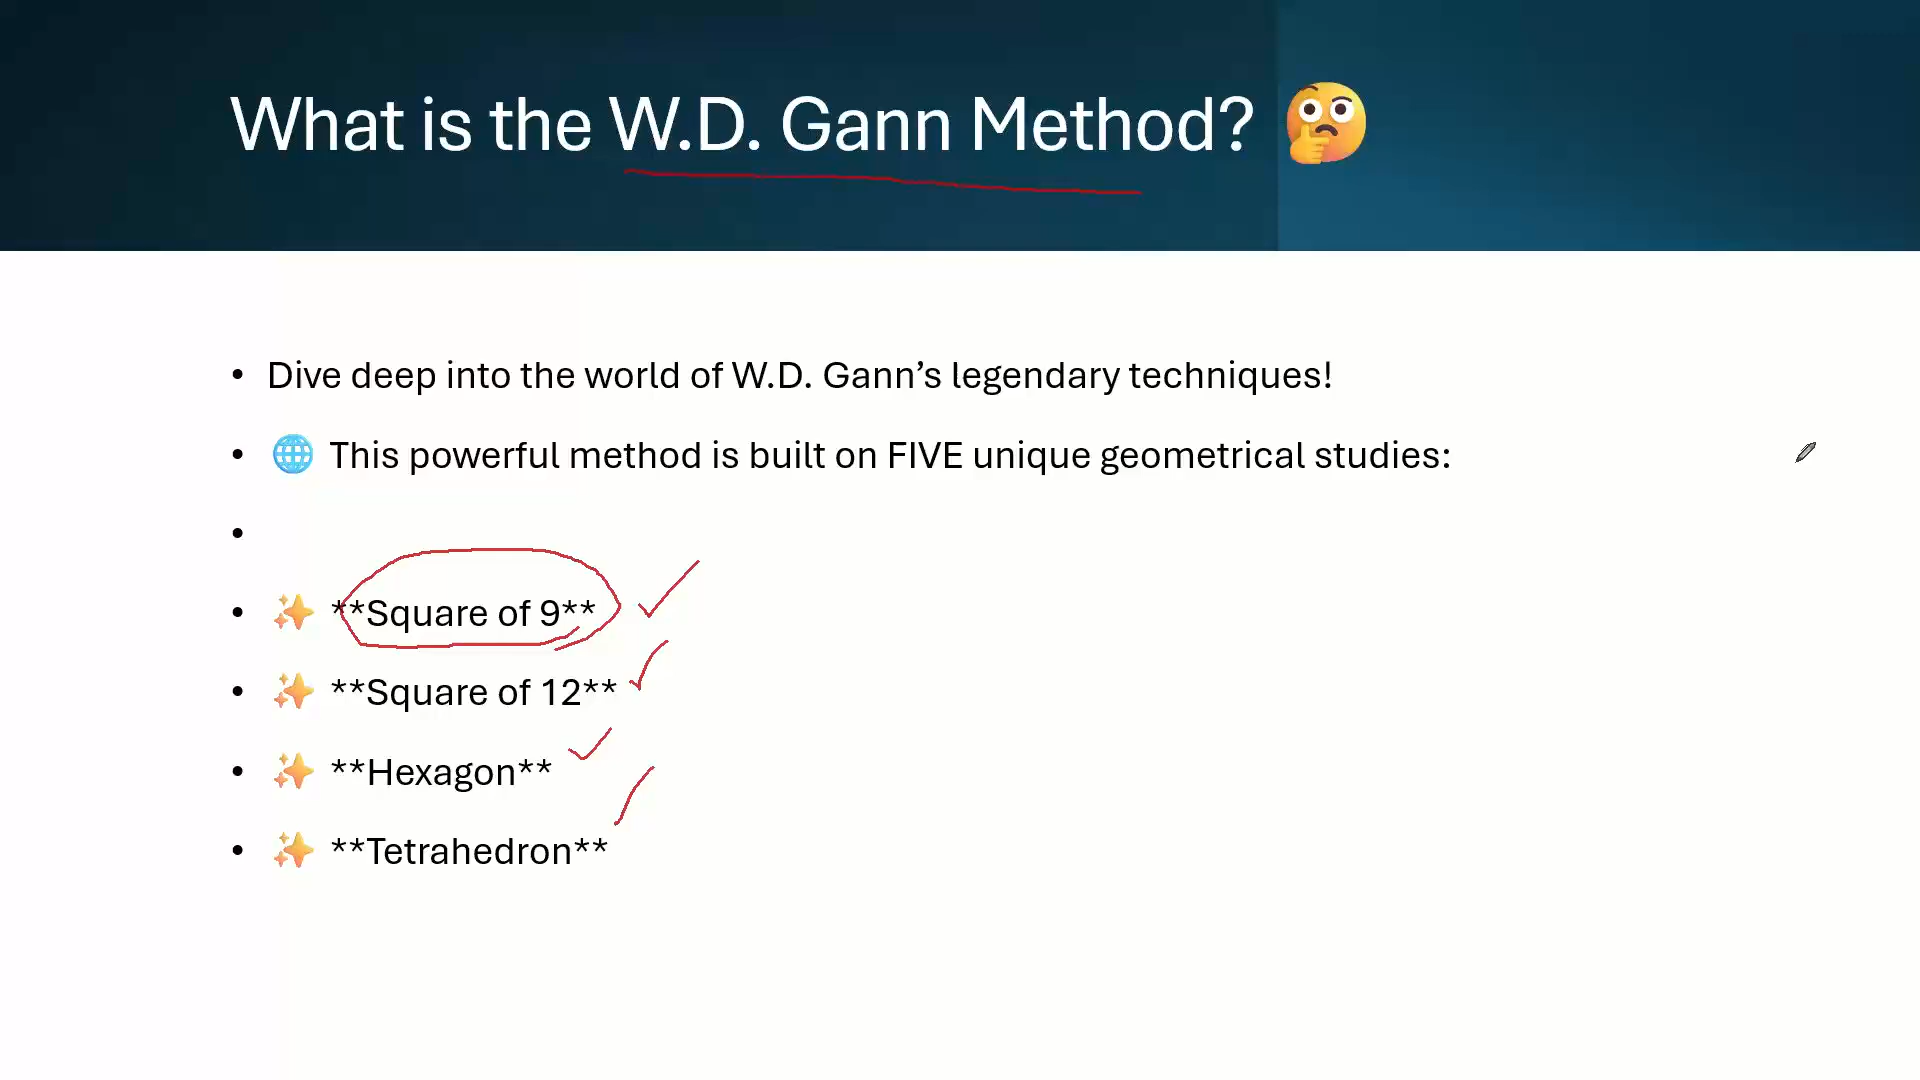 What is the W.D. Gann Method? 🤔
• Dive deep into the world of W.D. Gann’s legendary techniques!
• 🌐 This powerful method is built on FIVE unique geometrical studies:
•
• ✨ **Square of 9**
• ✨ **Square of 12**
• ✨ **Hexagon**
• ✨ **Tetrahedron**